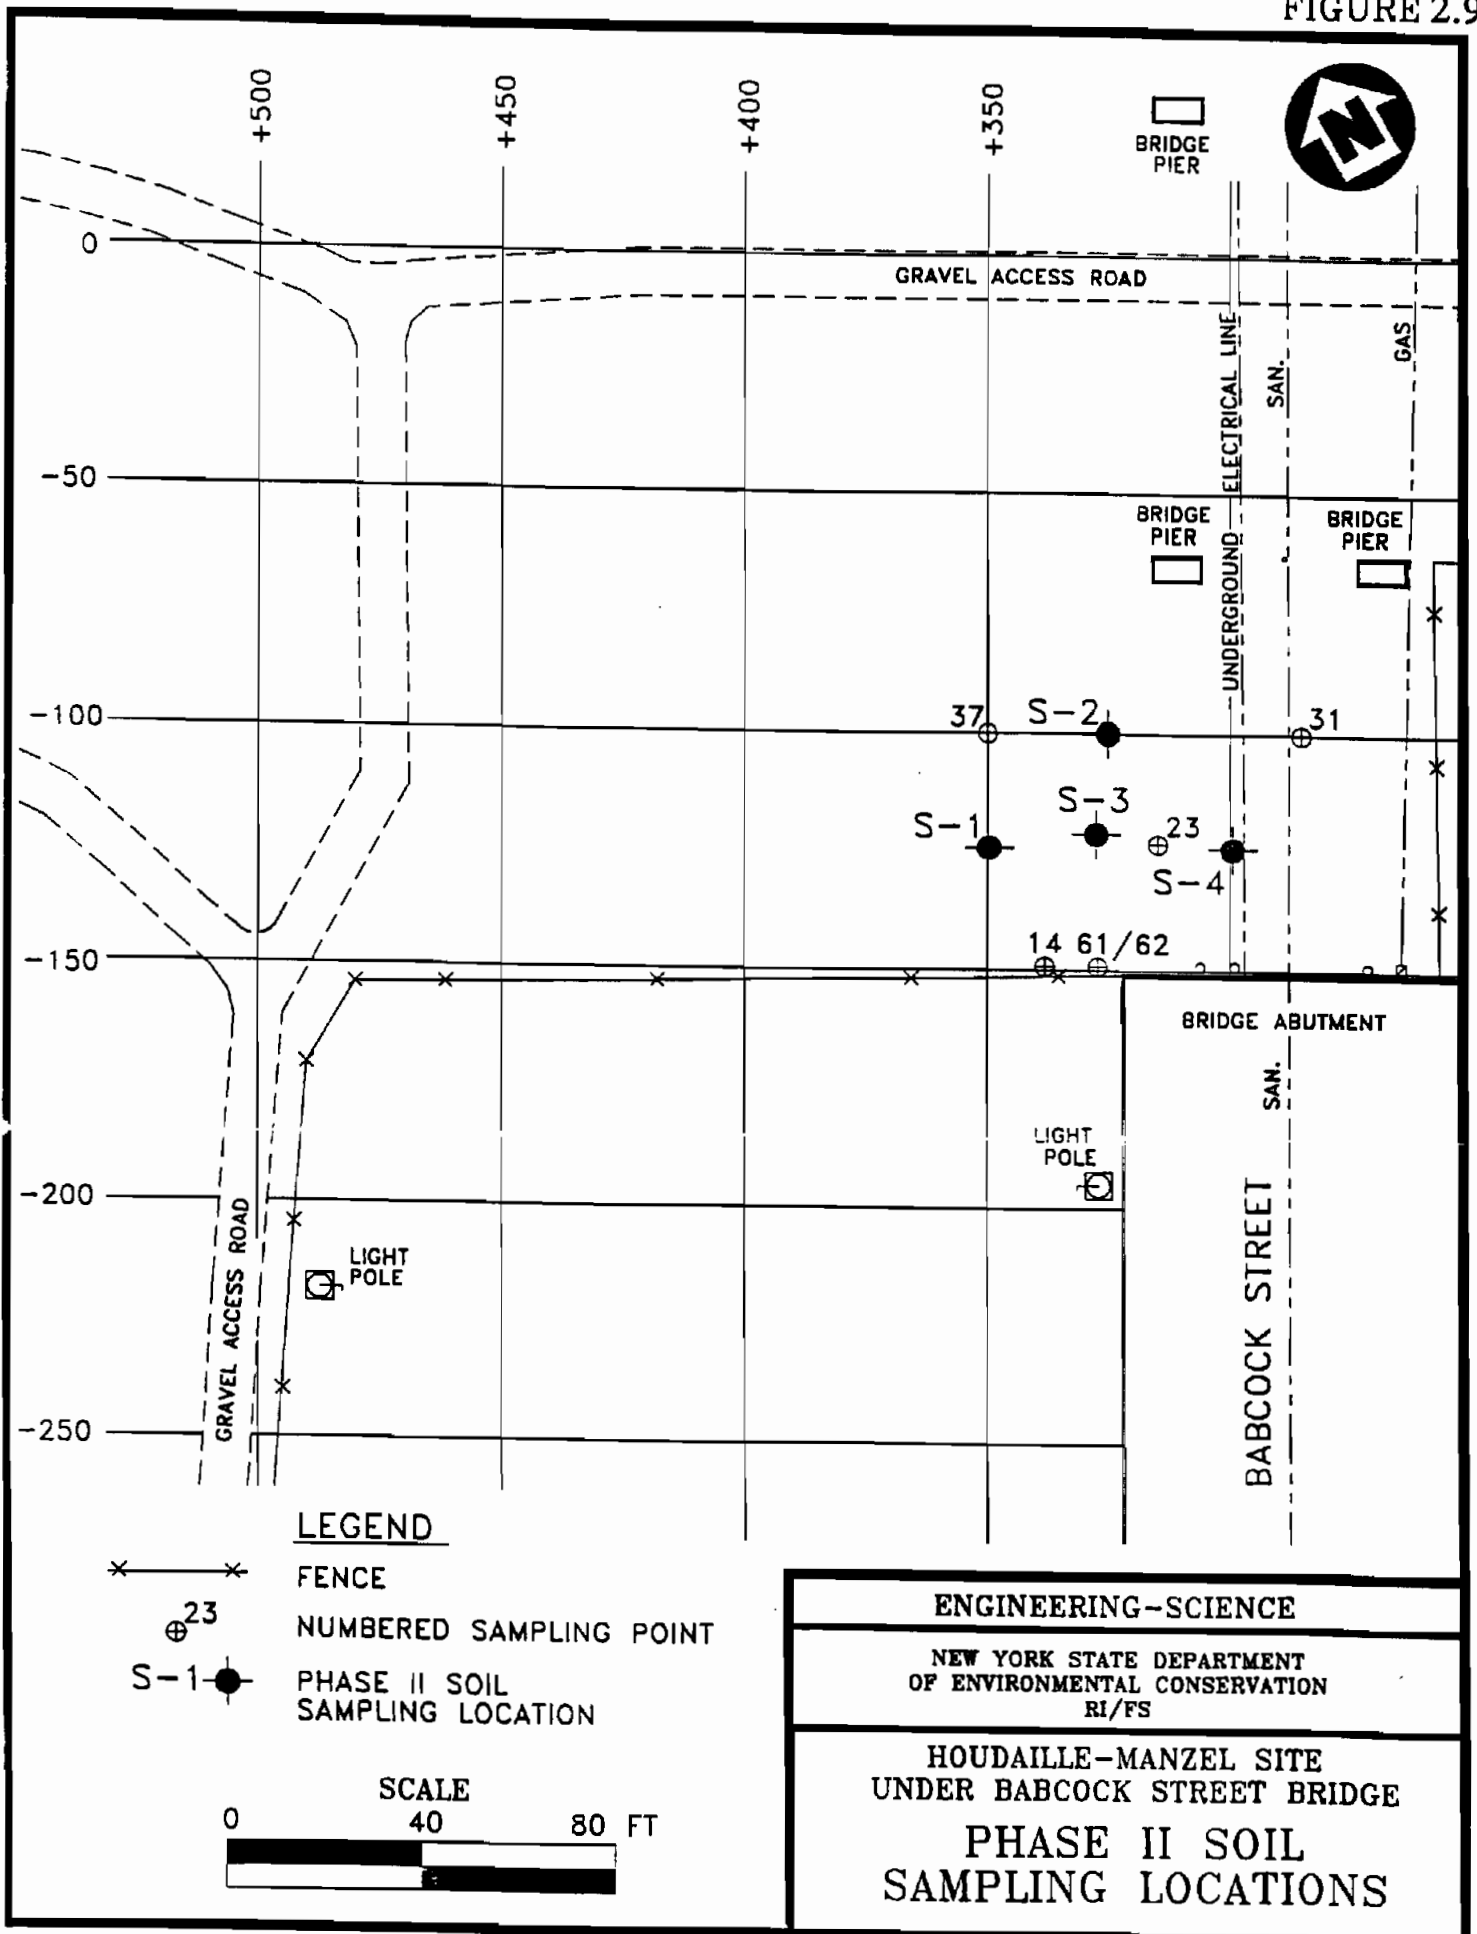 FIGURE 2.9
+500
+450
+400
+350
BRIDGE
PIER
N
0
GRAVEL ACCESS ROAD
UNDERGROUND ELECTRICAL LINE
SAN.
GAS
-50
BRIDGE
PIER
BRIDGE
PIER
-100
37
S-2
31
S-3
S-1
23
S-4
-150
14
61/62
BRIDGE ABUTMENT
SAN.
LIGHT
POLE
-200
BABCOCK STREET
GRAVEL ACCESS ROAD
LIGHT
POLE
-250
LEGEND
FENCE
23
NUMBERED SAMPLING POINT
S-1
PHASE II SOIL
SAMPLING LOCATION
SCALE
0 40 80 FT
ENGINEERING-SCIENCE
NEW YORK STATE DEPARTMENT
OF ENVIRONMENTAL CONSERVATION
RI/FS
HOUDAILLE-MANZEL SITE
UNDER BABCOCK STREET BRIDGE
PHASE II SOIL
SAMPLING LOCATIONS